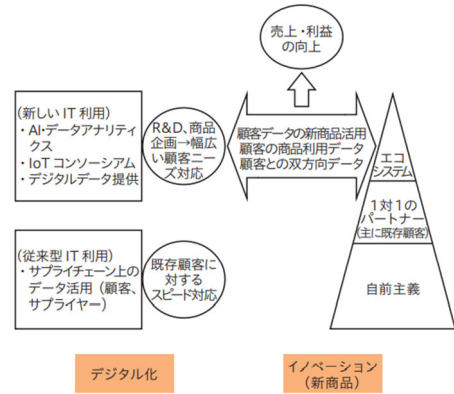 売上・利益
の向上
(新しいIT利用)
・AI・データアナリティ
クス
・IoTコンソーシアム
・デジタルデータ提供
R&D、商品
企画→幅広
い顧客ニー
ズ対応
顧客データの新商品活用
顧客の商品利用データ
顧客との双方向データ
エコ
システム
1対1の
パートナー
(主に既存顧客)
自前主義
(従来型IT利用)
・サプライチェーン上の
データ活用(顧客、
サプライヤー)
既存顧客に
対する
スピード対応
デジタル化
イノベーション
(新商品)